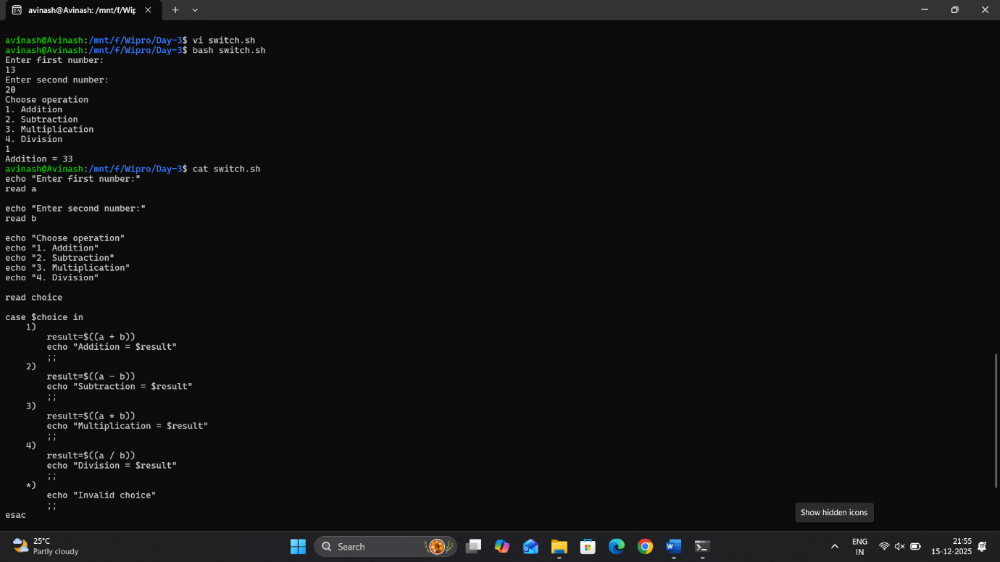 avinash@Avinash: /mnt/f/Wip
avinash@Avinash:/mnt/f/Wipro/Day-3$ vi switch.sh
avinash@Avinash:/mnt/f/Wipro/Day-3$ bash switch.sh
Enter first number:
13
Enter second number:
20
Choose operation
1. Addition
2. Subtraction
3. Multiplication
4. Division
1
Addition = 33
avinash@Avinash:/mnt/f/Wipro/Day-3$ cat switch.sh
echo "Enter first number:"
read a
echo "Enter second number:"
read b
echo "Choose operation"
echo "1. Addition"
echo "2. Subtraction"
echo "3. Multiplication"
echo "4. Division"
read choice
case $choice in
    1)
        result=$((a + b))
        echo "Addition = $result"
        ;;
    2)
        result=$((a - b))
        echo "Subtraction = $result"
        ;;
    3)
        result=$((a * b))
        echo "Multiplication = $result"
        ;;
    4)
        result=$((a / b))
        echo "Division = $result"
        ;;
    *)
        echo "Invalid choice"
        ;;
esac
Show hidden icons
25°C
Partly cloudy
Search
ENG
IN
21:55
15-12-2025